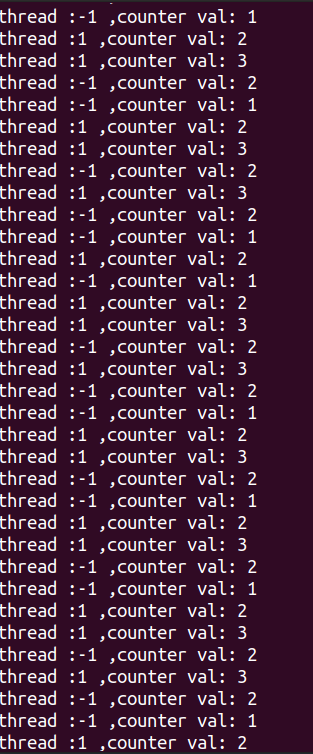 thread :-1 ,counter val: 1
thread :1 ,counter val: 2
thread :1 ,counter val: 3
thread :-1 ,counter val: 2
thread :-1 ,counter val: 1
thread :1 ,counter val: 2
thread :1 ,counter val: 3
thread :-1 ,counter val: 2
thread :1 ,counter val: 3
thread :-1 ,counter val: 2
thread :-1 ,counter val: 1
thread :1 ,counter val: 2
thread :-1 ,counter val: 1
thread :1 ,counter val: 2
thread :1 ,counter val: 3
thread :-1 ,counter val: 2
thread :1 ,counter val: 3
thread :-1 ,counter val: 2
thread :-1 ,counter val: 1
thread :1 ,counter val: 2
thread :1 ,counter val: 3
thread :-1 ,counter val: 2
thread :-1 ,counter val: 1
thread :1 ,counter val: 2
thread :1 ,counter val: 3
thread :-1 ,counter val: 2
thread :-1 ,counter val: 1
thread :1 ,counter val: 2
thread :1 ,counter val: 3
thread :-1 ,counter val: 2
thread :1 ,counter val: 3
thread :-1 ,counter val: 2
thread :-1 ,counter val: 1
thread :1 ,counter val: 2